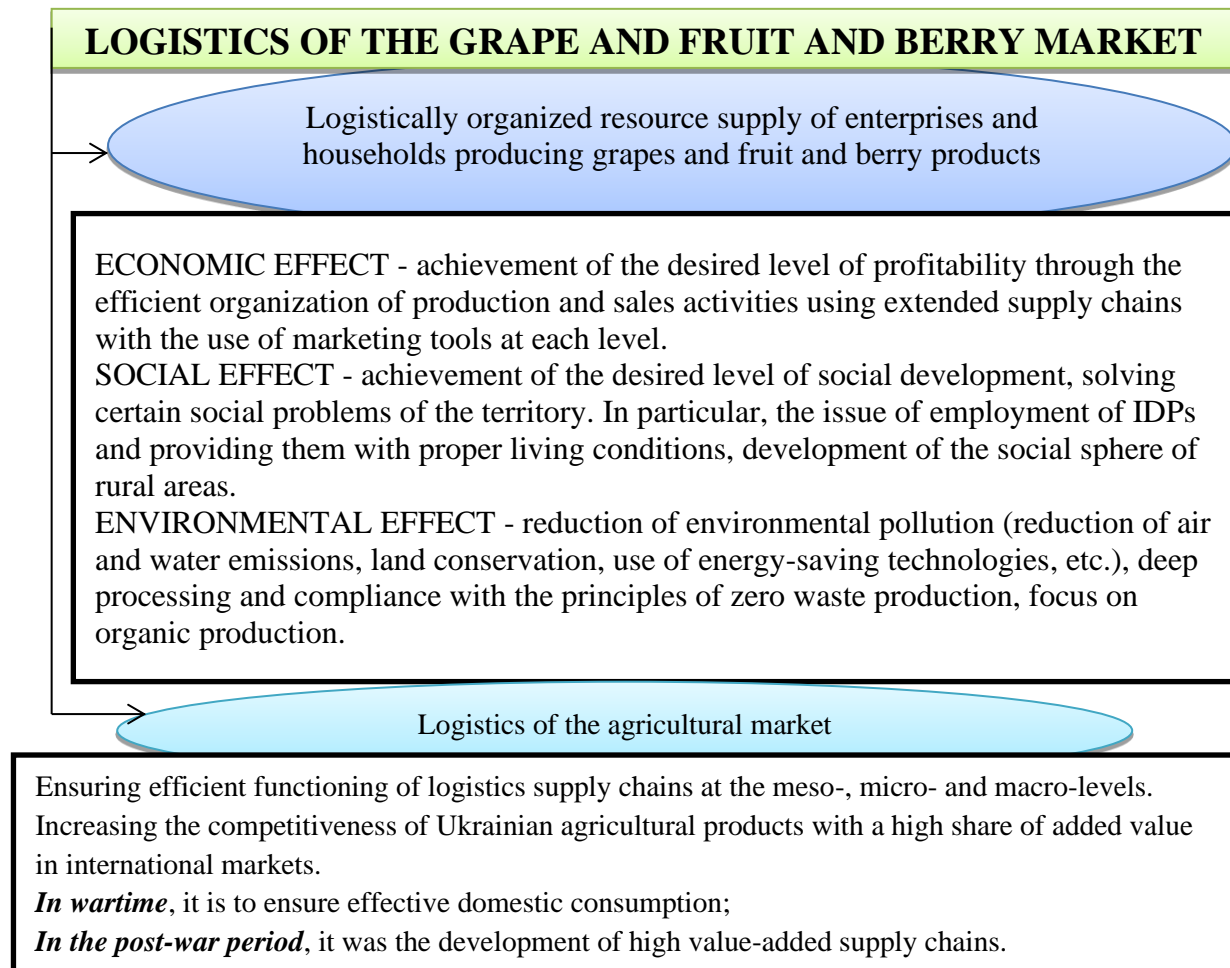 LOGISTICS OF THE GRAPE AND FRUIT AND BERRY MARKET
Logistically organized resource supply of enterprises and
households producing grapes and fruit and berry products
ECONOMIC EFFECT - achievement of the desired level of profitability through the
efficient organization of production and sales activities using extended supply chains
with the use of marketing tools at each level.
SOCIAL EFFECT - achievement of the desired level of social development, solving
certain social problems of the territory. In particular, the issue of employment of IDPs
and providing them with proper living conditions, development of the social sphere of
rural areas.
ENVIRONMENTAL EFFECT - reduction of environmental pollution (reduction of air
and water emissions, land conservation, use of energy-saving technologies, etc.), deep
processing and compliance with the principles of zero waste production, focus on
organic production.
Logistics of the agricultural market
Ensuring efficient functioning of logistics supply chains at the meso-, micro- and macro-levels.
Increasing the competitiveness of Ukrainian agricultural products with a high share of added value
in international markets.
In wartime, it is to ensure effective domestic consumption;
In the post-war period, it was the development of high value-added supply chains.